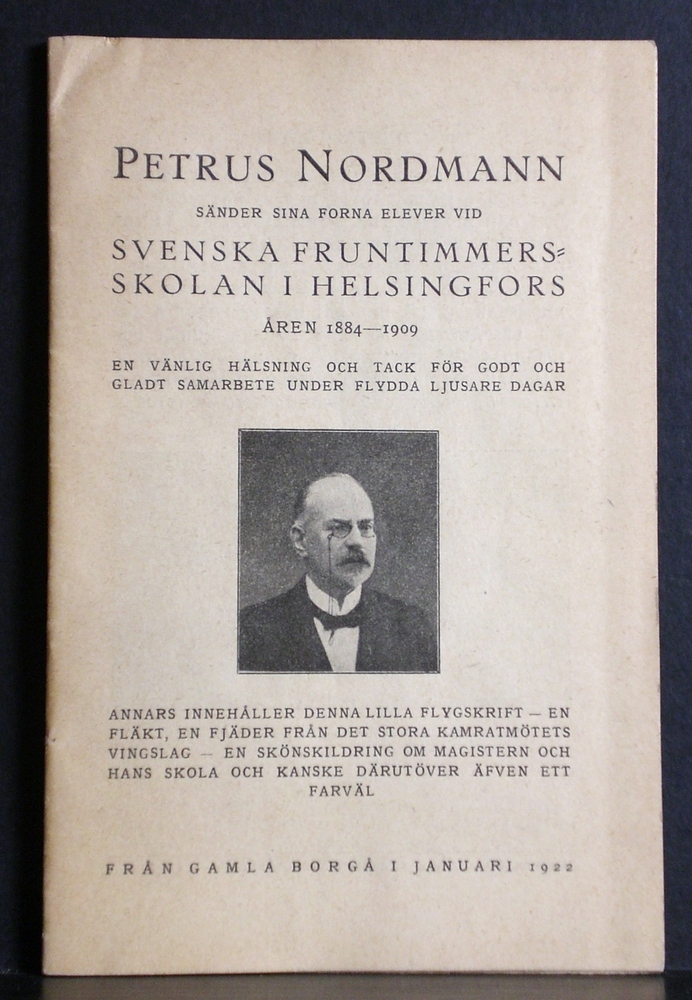 PETRUS NORDMANN
SÄNDER SINA FORNA ELEVER VID
SVENSKA FRUNTIMMERS=
SKOLAN I HELSINGFORS
ÅREN 1884—1909
EN VÄNLIG HÄLSNING OCH TACK FÖR GODT OCH
GLADT SAMARBETE UNDER FLYDDA LJUSARE DAGAR
ANNARS INNEHÅLLER DENNA LILLA FLYGSKRIFT — EN
FLÄKT, EN FJÄDER FRÅN DET STORA KAMRATMÖTETS
VINGSLAG — EN SKÖNSKILDRING OM MAGISTERN OCH
HANS SKOLA OCH KANSKE DÄRUTÖVER ÄFVEN ETT
FARVÄL
FRÅN GAMLA BORGÅ I JANUARI 1922